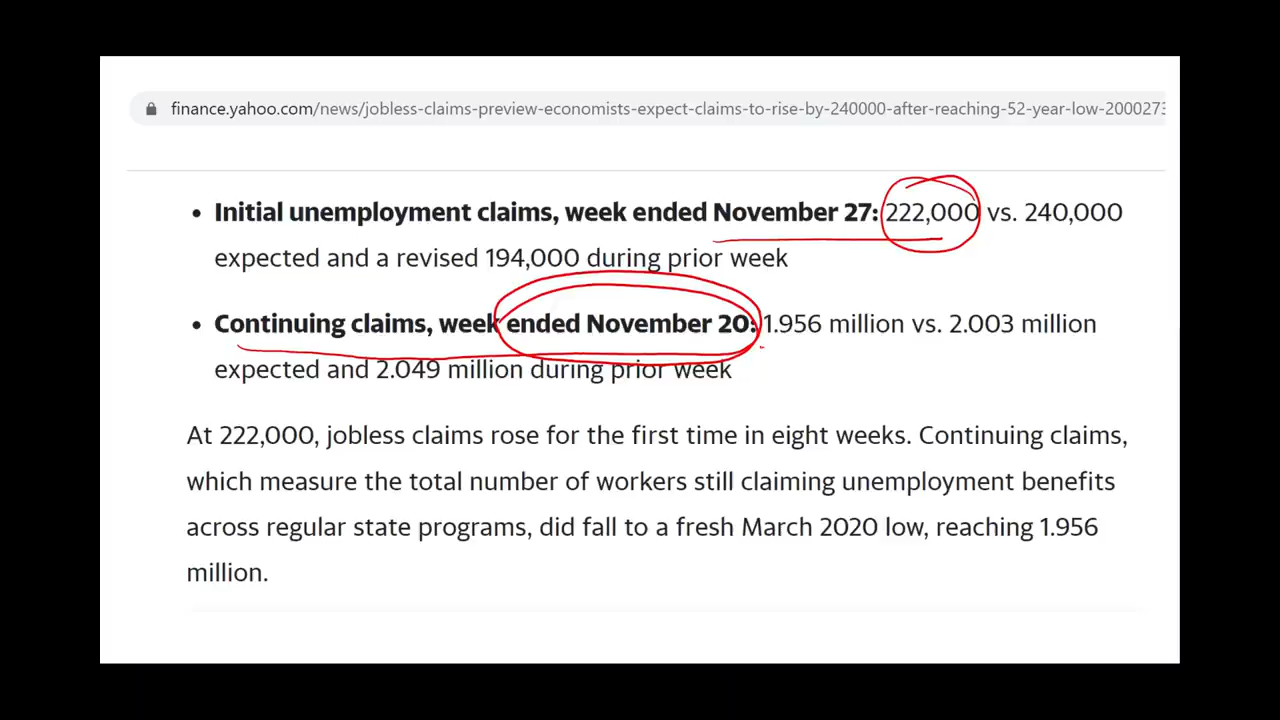 finance.yahoo.com/news/jobless-claims-preview-economists-expect-claims-to-rise-by-240000-after-reaching-52-year-low-2000273
• Initial unemployment claims, week ended November 27: 222,000 vs. 240,000
expected and a revised 194,000 during prior week
• Continuing claims, week ended November 20: 1.956 million vs. 2.003 million
expected and 2.049 million during prior week
At 222,000, jobless claims rose for the first time in eight weeks. Continuing claims,
which measure the total number of workers still claiming unemployment benefits
across regular state programs, did fall to a fresh March 2020 low, reaching 1.956
million.